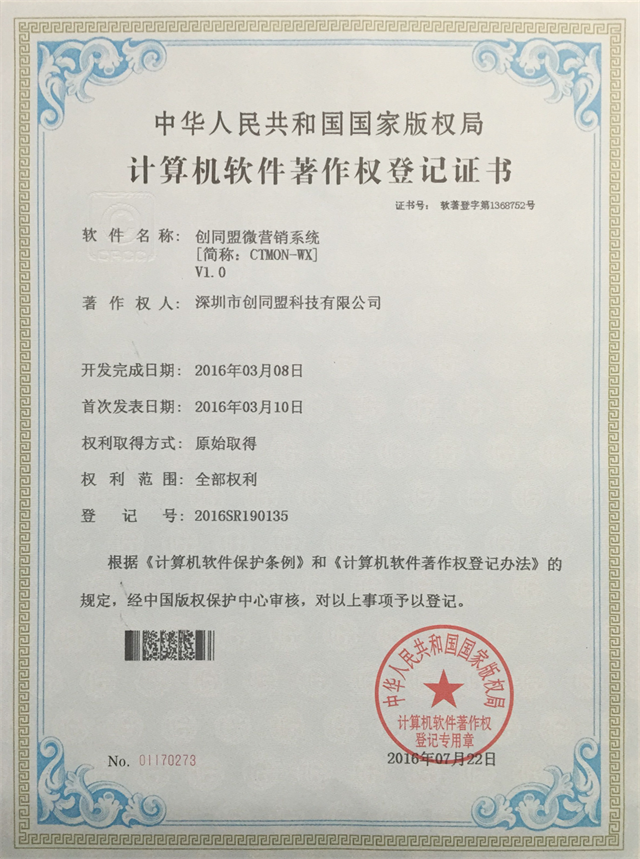 中华人民共和国国家版权局
计算机软件著作权登记证书
证书号： 软著登字第1368752号
软件名称： 创同盟微营销系统
[简称：CTMON-WX]
V1.0
著作权人： 深圳市创同盟科技有限公司
开发完成日期： 2016年03月08日
首次发表日期： 2016年03月10日
权利取得方式： 原始取得
权利范围： 全部权利
登记号： 2016SR190135
根据《计算机软件保护条例》和《计算机软件著作权登记办法》的
规定，经中国版权保护中心审核，对以上事项予以登记。
中华人民共和国国家版权局
计算机软件著作权
登记专用章
No. 01170273
2016年07月22日